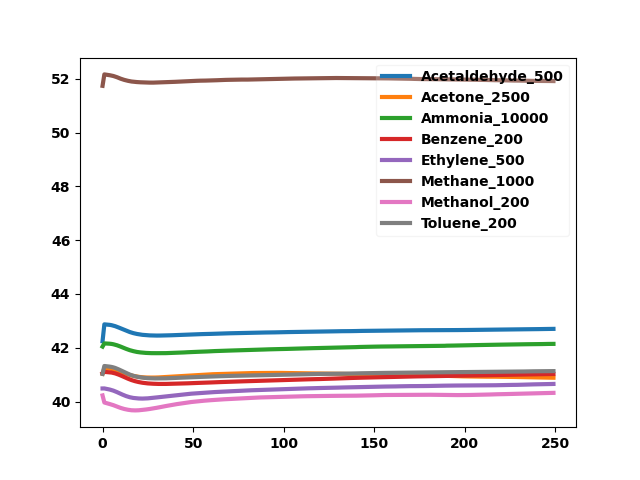 52
50
48
46
44
42
40
0
50
100
150
200
250
Acetaldehyde_500
Acetone_2500
Ammonia_10000
Benzene_200
Ethylene_500
Methane_1000
Methanol_200
Toluene_200